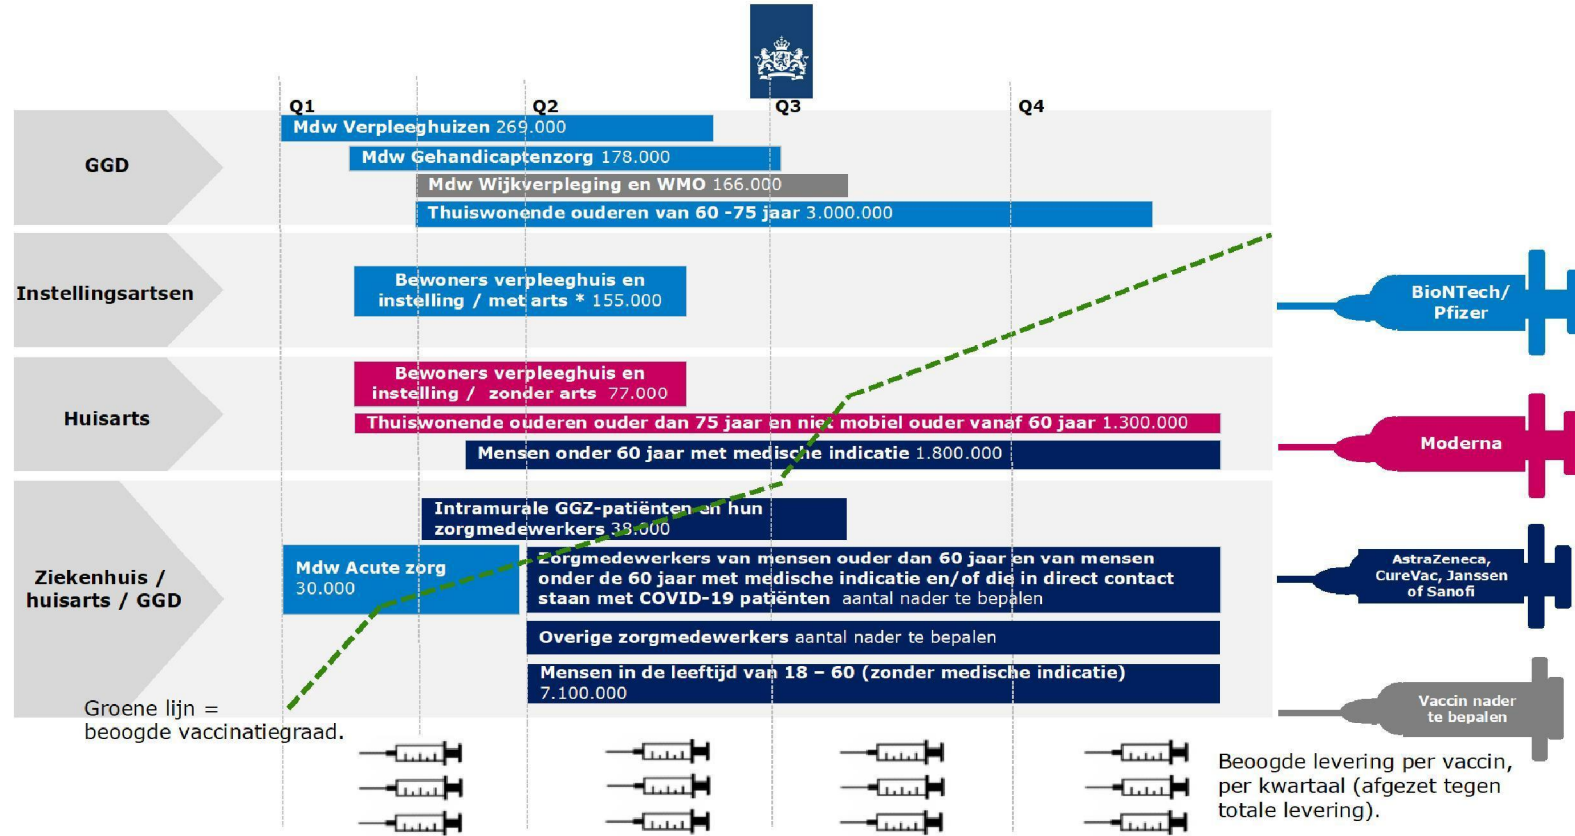 Q1
Q2
Q3
Q4
GGD
Mdw Verpleeghuizen 269.000
Mdw Gehandicaptenzorg 178.000
Mdw Wijkverpleging en WMO 166.000
Thuiswonende ouderen van 60 -75 jaar 3.000.000
Instellingsartsen
Bewoners verpleeghuis en
instelling / met arts * 155.000
BioNTech/
Pfizer
Huisarts
Bewoners verpleeghuis en
instelling / zonder arts 77.000
Thuiswonende ouderen ouder dan 75 jaar en niet mobiel ouder vanaf 60 jaar 1.300.000
Mensen onder 60 jaar met medische indicatie 1.800.000
Moderna
Ziekenhuis /
huisarts / GGD
Intramurale GGZ-patiënten en hun
zorgmedewerkers 38.000
Mdw Acute zorg
30.000
Zorgmedewerkers van mensen ouder dan 60 jaar en van mensen
onder de 60 jaar met medische indicatie en/of die in direct contact
staan met COVID-19 patiënten aantal nader te bepalen
Overige zorgmedewerkers aantal nader te bepalen
Mensen in de leeftijd van 18 – 60 (zonder medische indicatie)
7.100.000
AstraZeneca,
CureVac, Janssen
of Sanofi
Vaccin nader
te bepalen
Groene lijn =
beoogde vaccinatiegraad.
Beoogde levering per vaccin,
per kwartaal (afgezet tegen
totale levering).